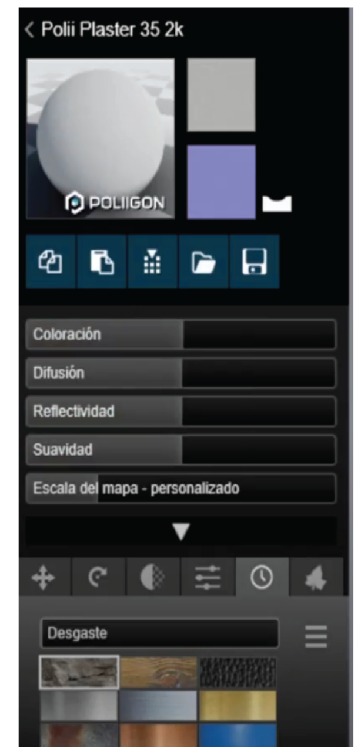 Polii Plaster 35 2k
POLIIGON
Coloración
Difusión
Reflectividad
Suavidad
Escala del mapa - personalizado
Desgaste